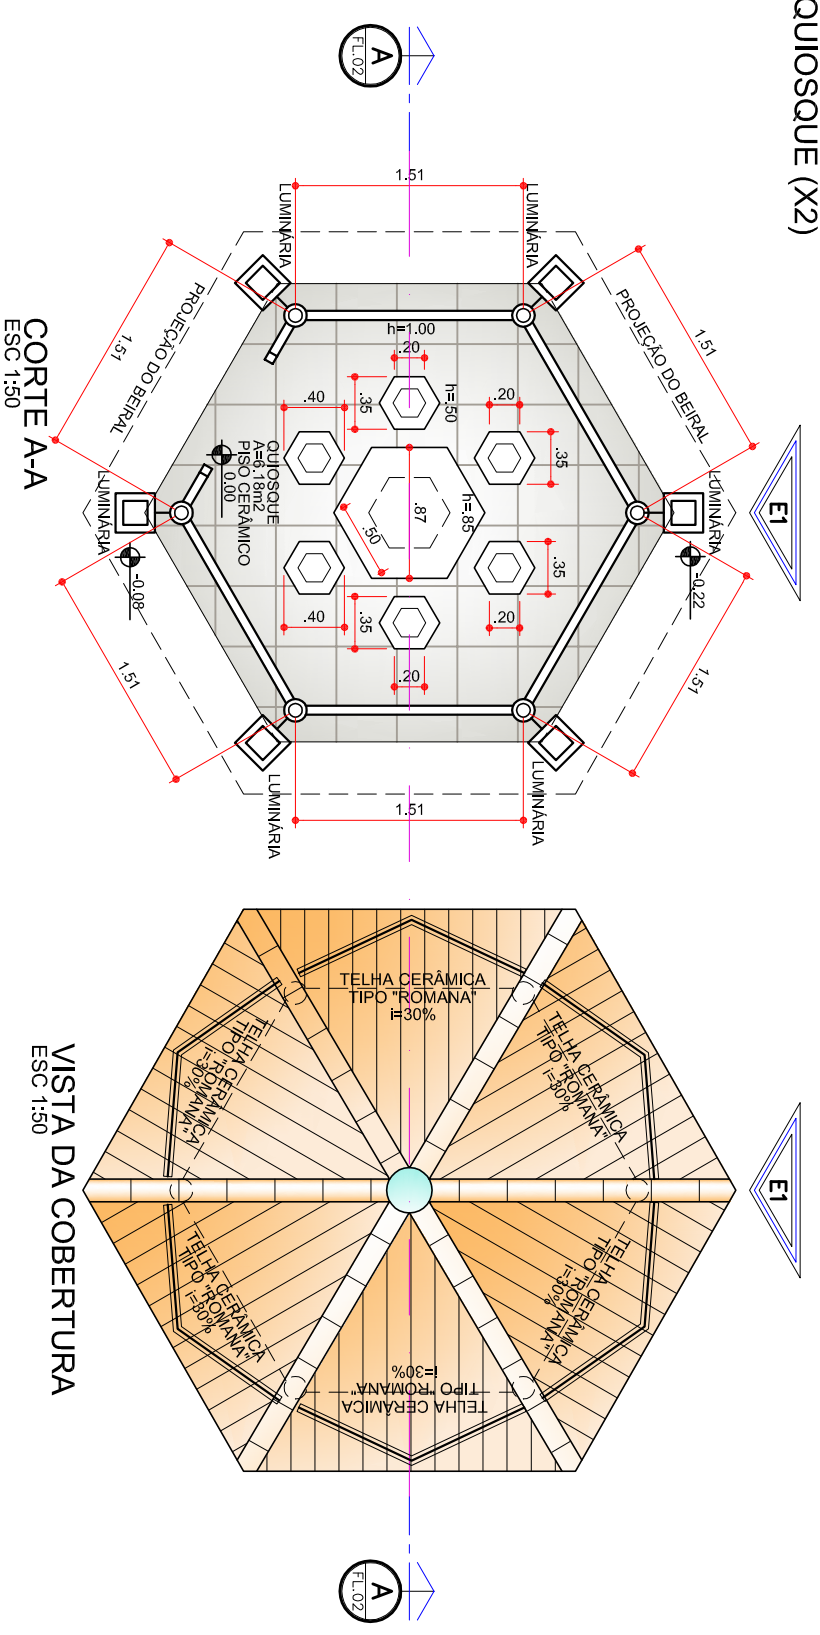 QUIOSQUE (X2)
A
FL.02
1.51
LUMINÁRIA
LUMINÁRIA
PROJEÇÃO DO BEIRAL
PROJEÇÃO DO BEIRAL
1.51
1.51
h=1.00
.20
h=.50
.35
.40
.20
.35
QUIOSQUE
A=6.18m2
PISO CERÂMICO
0.00
h=.85
.87
.50
LUMINÁRIA
LUMINÁRIA
-0.08
-0.22
.35
.20
.40
.35
.20
1.51
1.51
LUMINÁRIA
LUMINÁRIA
1.51
E1
CORTE A-A
ESC 1:50
TELHA CERÂMICA
TIPO "ROMANA"
i=30%
TELHA CERÂMICA
TIPO "ROMANA"
i=30%
TELHA CERÂMICA
TIPO "ROMANA"
i=30%
TELHA CERÂMICA
TIPO "ROMANA"
i=30%
TELHA CERÂMICA
TIPO "ROMANA"
i=30%
TELHA CERÂMICA
TIPO "ROMANA"
i=30%
E1
VISTA DA COBERTURA
ESC 1:50
A
FL.02